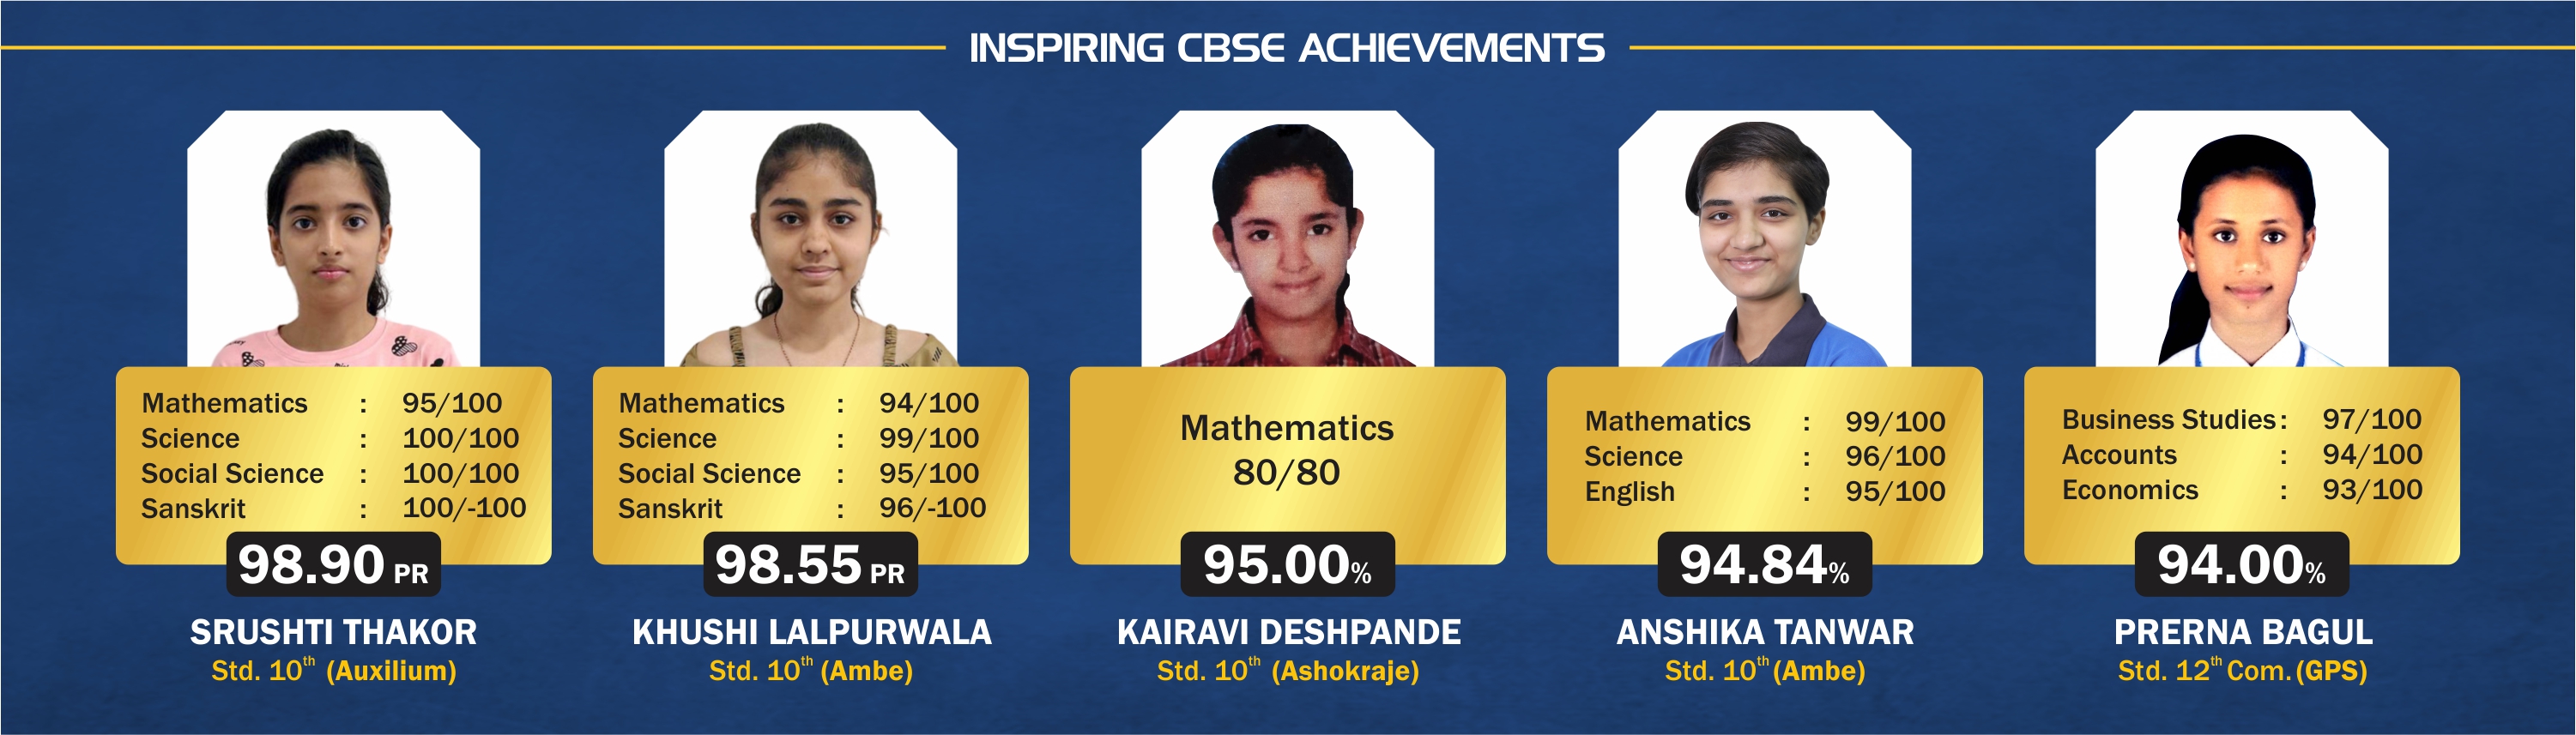 INSPIRING CBSE ACHIEVEMENTS
Mathematics : 95/100
Science : 100/100
Social Science : 100/100
Sanskrit : 100/-100
98.90 PR
SRUSHTI THAKOR
Std. 10th (Auxilium)
Mathematics : 94/100
Science : 99/100
Social Science : 95/100
Sanskrit : 96/-100
98.55 PR
KHUSHI LALPURWALA
Std. 10th (Ambe)
Mathematics
80/80
95.00%
KAIRAVI DESHPANDE
Std. 10th (Ashokraje)
Mathematics : 99/100
Science : 96/100
English : 95/100
94.84%
ANSHIKA TANWAR
Std. 10th (Ambe)
Business Studies : 97/100
Accounts : 94/100
Economics : 93/100
94.00%
PRERNA BAGUL
Std. 12th Com. (GPS)